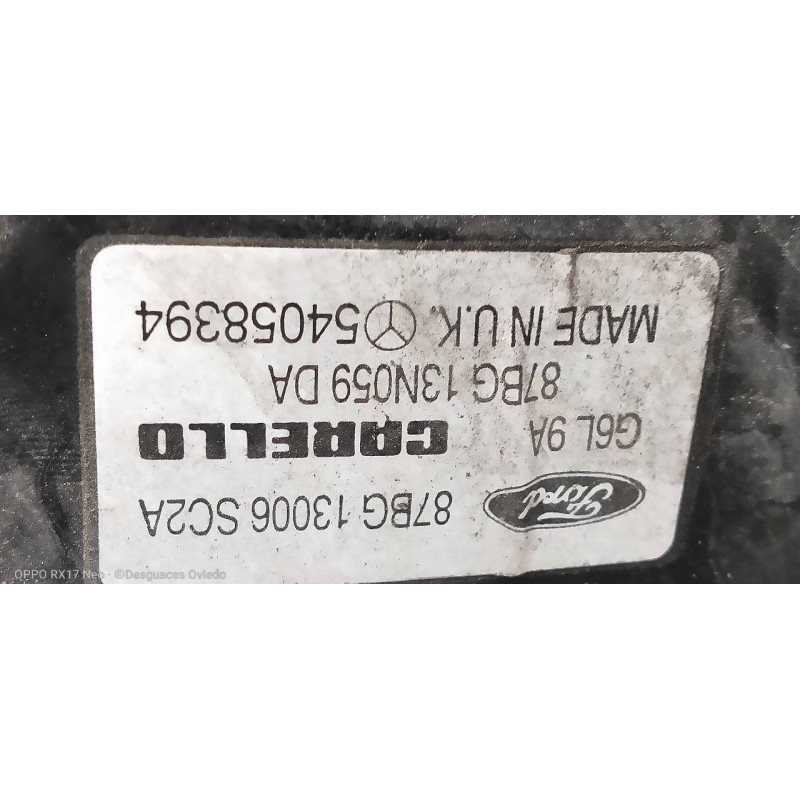 Ford 87BG 13006 SC2A
G6L 9A CARELLO
87BG 13N059 DA
MADE IN U.K. 54058394
OPPO RX17 Neo · ©Desguaces Oviedo